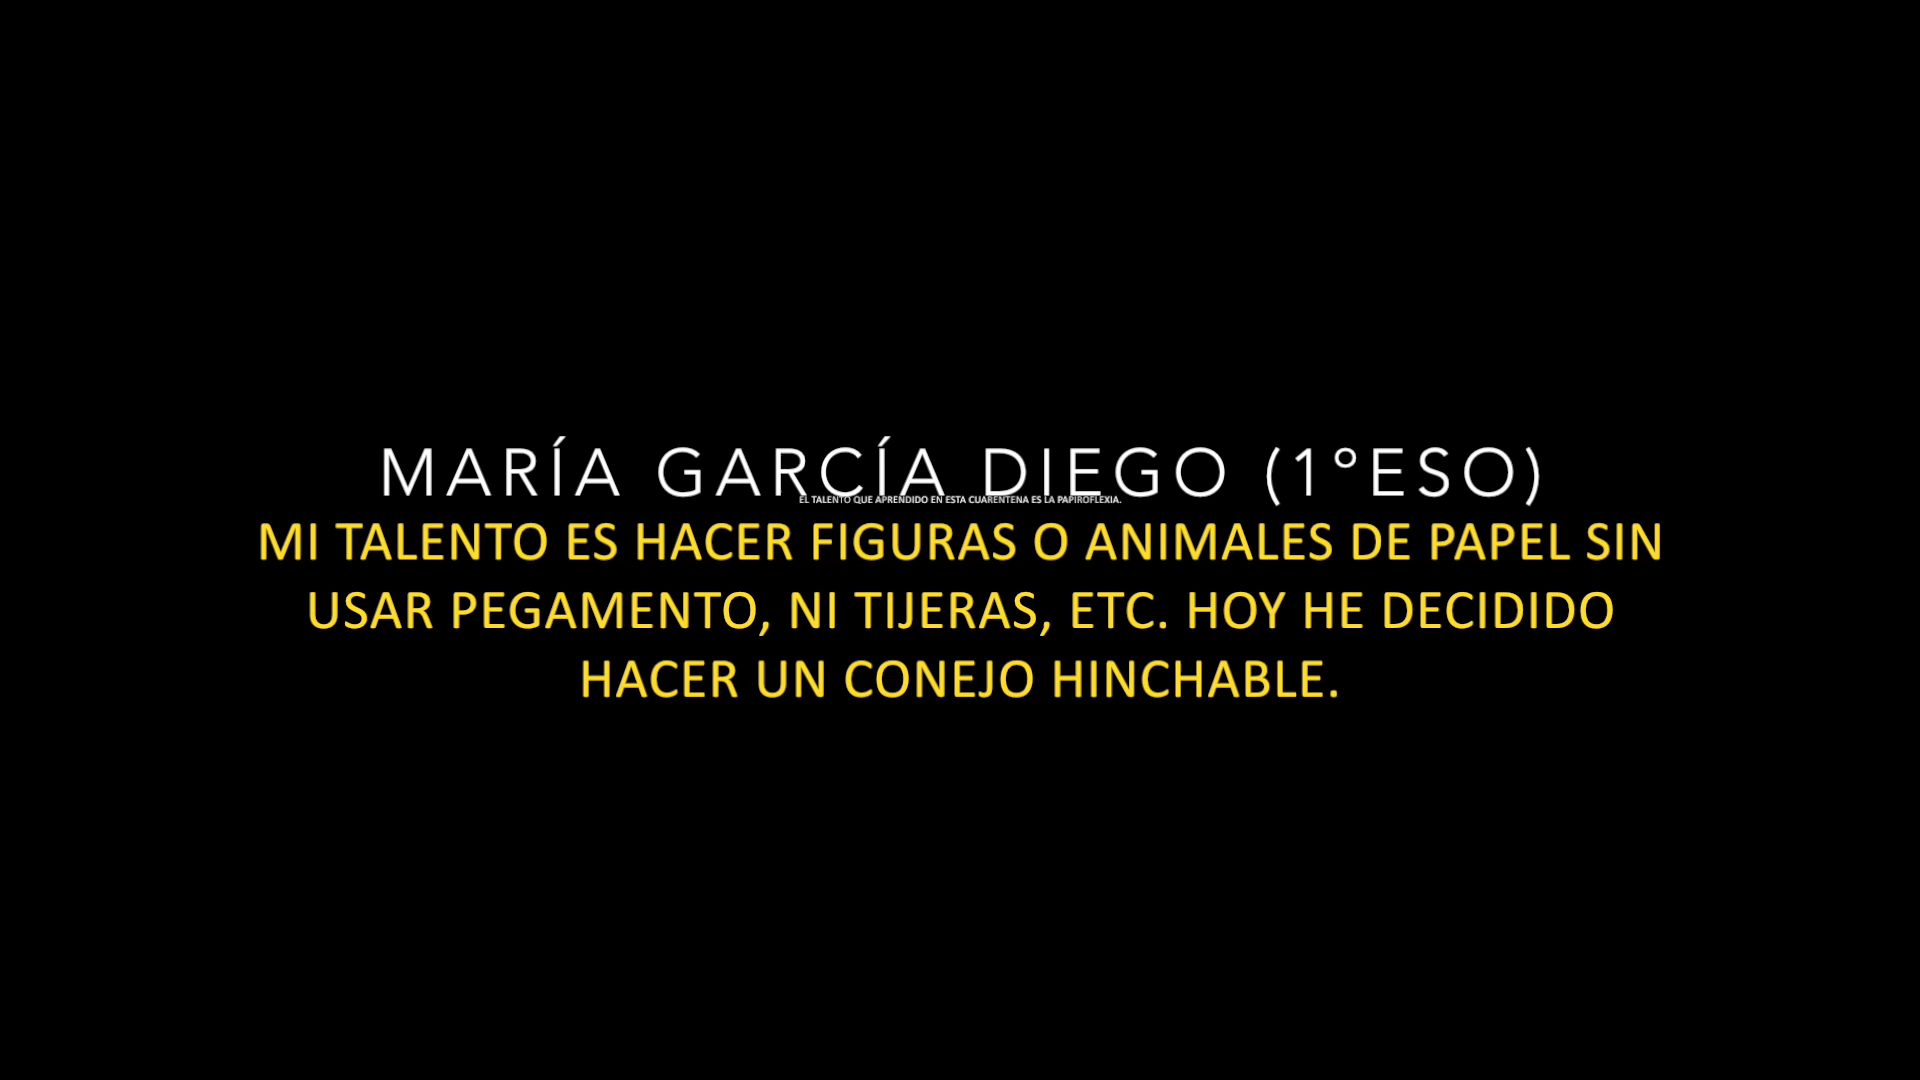 MARÍA GARCÍA DIEGO (1°ESO)
EL TALENTO QUE APRENDIDO EN ESTA CUARENTENA ES LA PAPIROFLEXIA.
MI TALENTO ES HACER FIGURAS O ANIMALES DE PAPEL SIN
USAR PEGAMENTO, NI TIJERAS, ETC. HOY HE DECIDIDO
HACER UN CONEJO HINCHABLE.